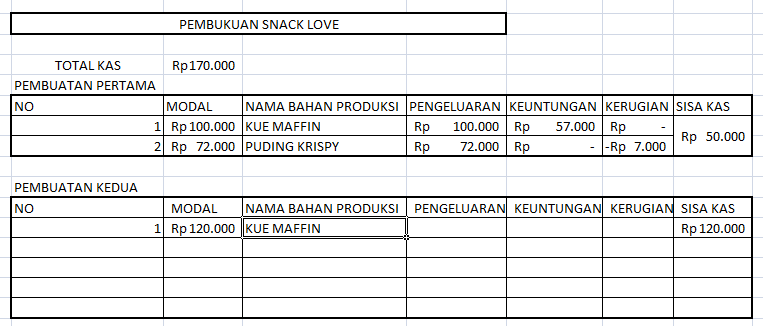 PEMBUKUAN SNACK LOVE
TOTAL KAS Rp170.000
PEMBUATAN PERTAMA
NO MODAL NAMA BAHAN PRODUKSI PENGELUARAN KEUNTUNGAN KERUGIAN SISA KAS
1 Rp 100.000 KUE MAFFIN Rp 100.000 Rp 57.000 Rp -
Rp 50.000
2 Rp 72.000 PUDING KRISPY Rp 72.000 Rp - -Rp 7.000
PEMBUATAN KEDUA
NO MODAL NAMA BAHAN PRODUKSI PENGELUARAN KEUNTUNGAN KERUGIAN SISA KAS
1 Rp 120.000 KUE MAFFIN Rp 120.000